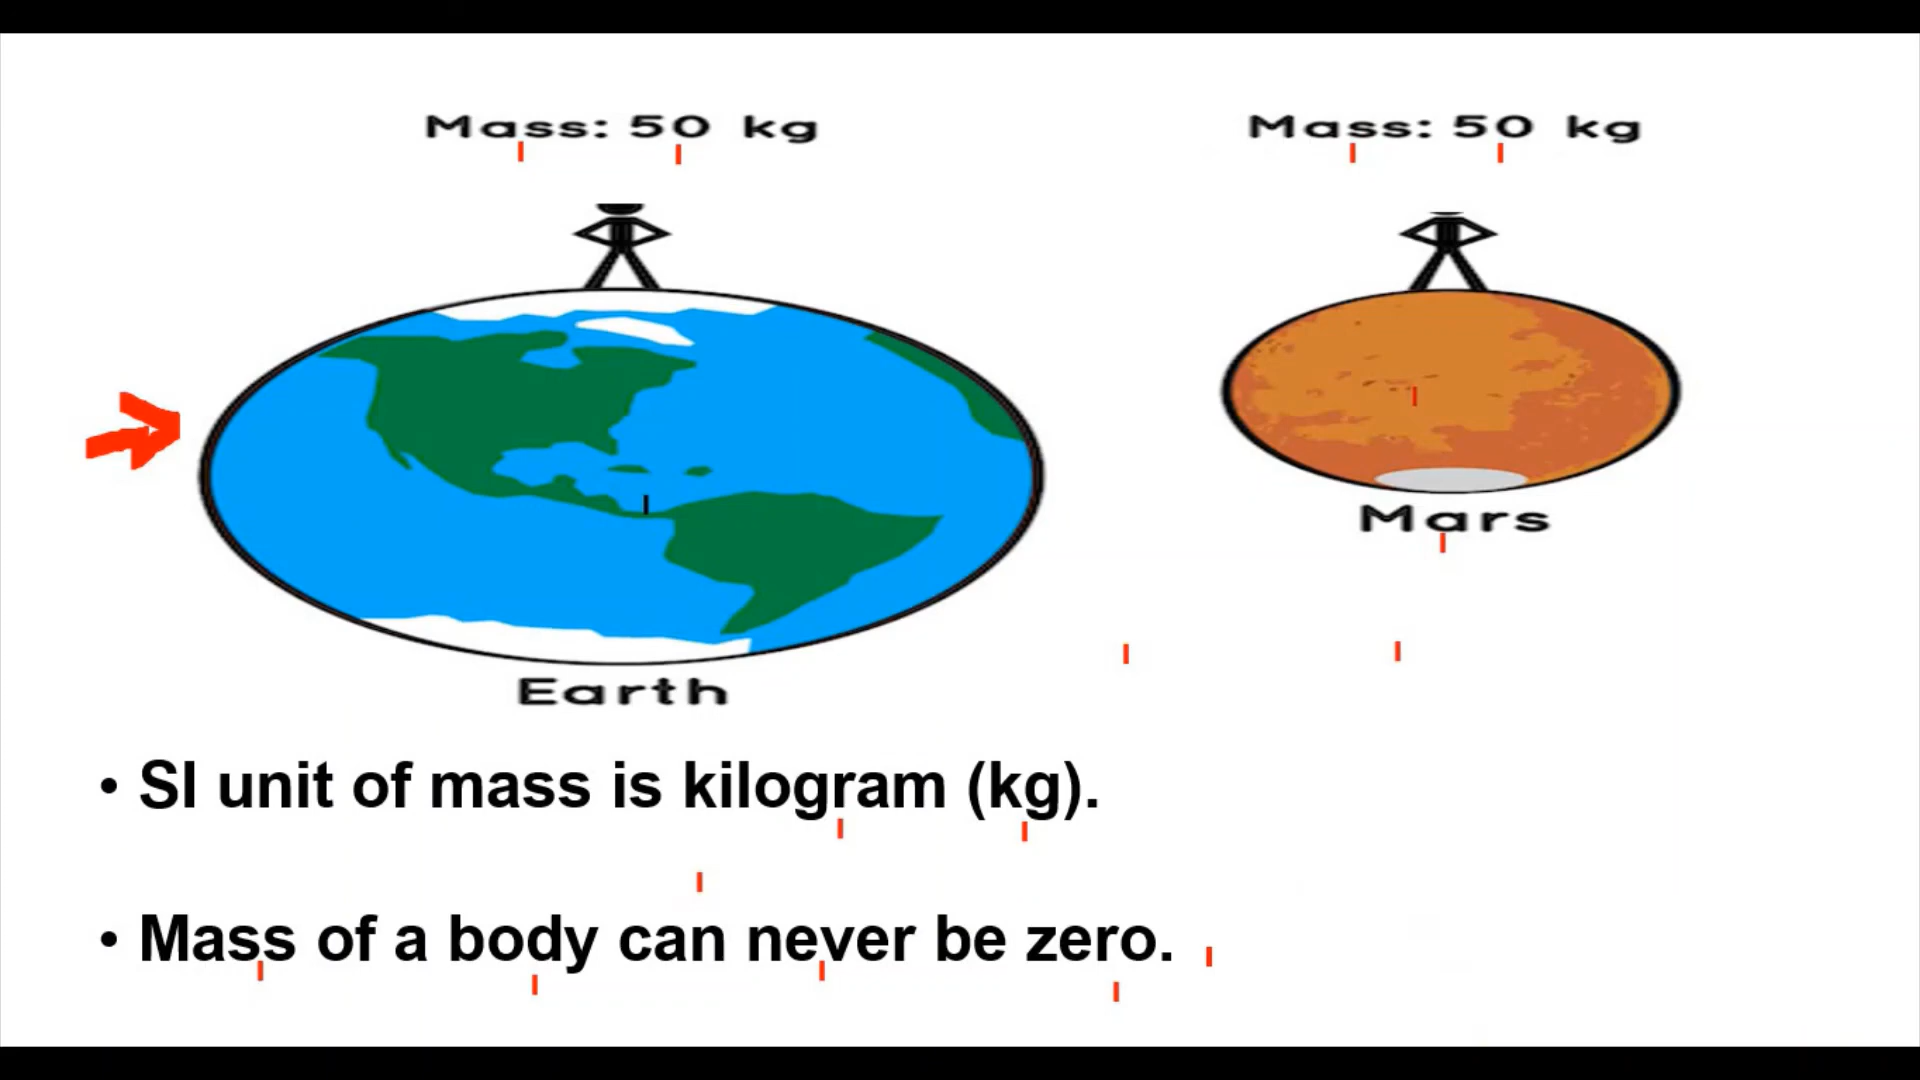 Mass: 50 kg
Mass: 50 kg
Mars
Earth
• SI unit of mass is kilogram (kg).
• Mass of a body can never be zero.